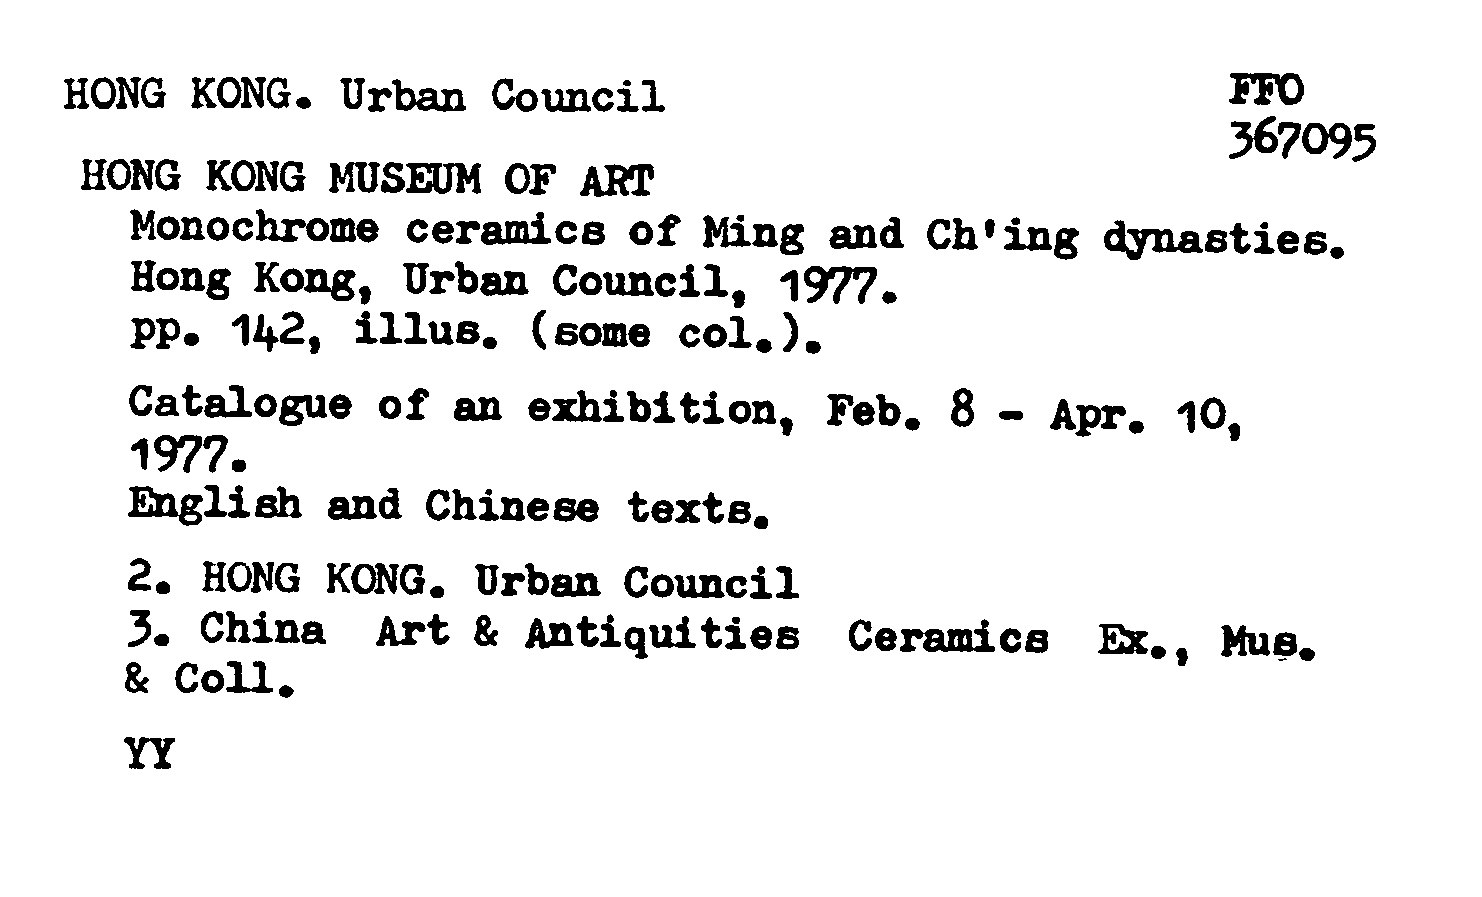 HONG KONG. Urban Council
FFO
367095
HONG KONG MUSEUM OF ART
Monochrome ceramics of Ming and Ch'ing dynasties.
Hong Kong, Urban Council, 1977.
pp. 142, illus. (some col.).
Catalogue of an exhibition, Feb. 8 - Apr. 10,
1977.
English and Chinese texts.
2. HONG KONG. Urban Council
3. China Art & Antiquities Ceramics Ex., Mus.
& Coll.
YY